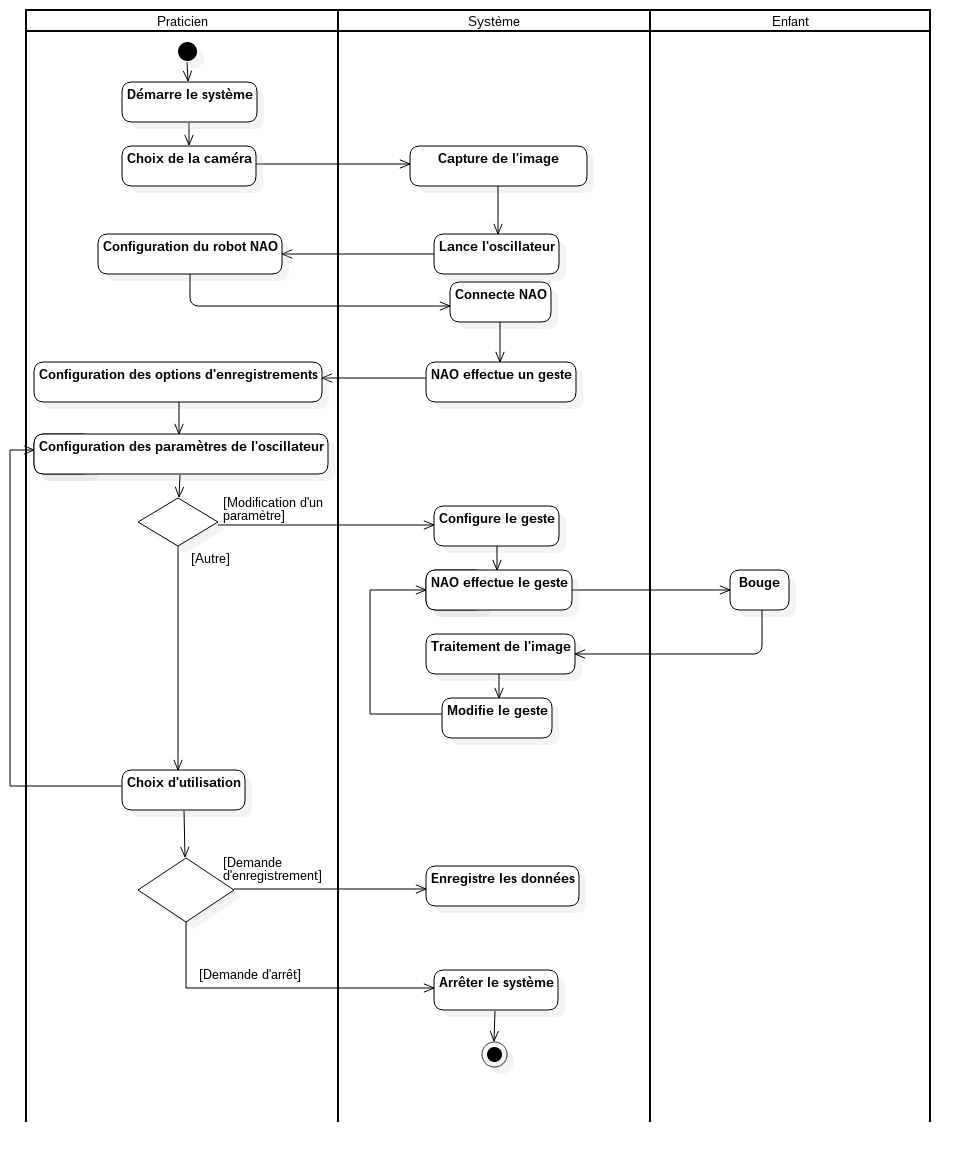 Praticien
Système
Enfant
Démarre le système
Choix de la caméra
Capture de l'image
Configuration du robot NAO
Lance l'oscillateur
Connecte NAO
Configuration des options d'enregistrements
NAO effectue un geste
Configuration des paramètres de l'oscillateur
[Modification d'un
paramètre]
Configure le geste
[Autre]
NAO effectue le geste
Bouge
Traitement de l'image
Modifie le geste
Choix d'utilisation
[Demande
d'enregistrement]
Enregistre les données
[Demande d'arrêt]
Arrêter le système